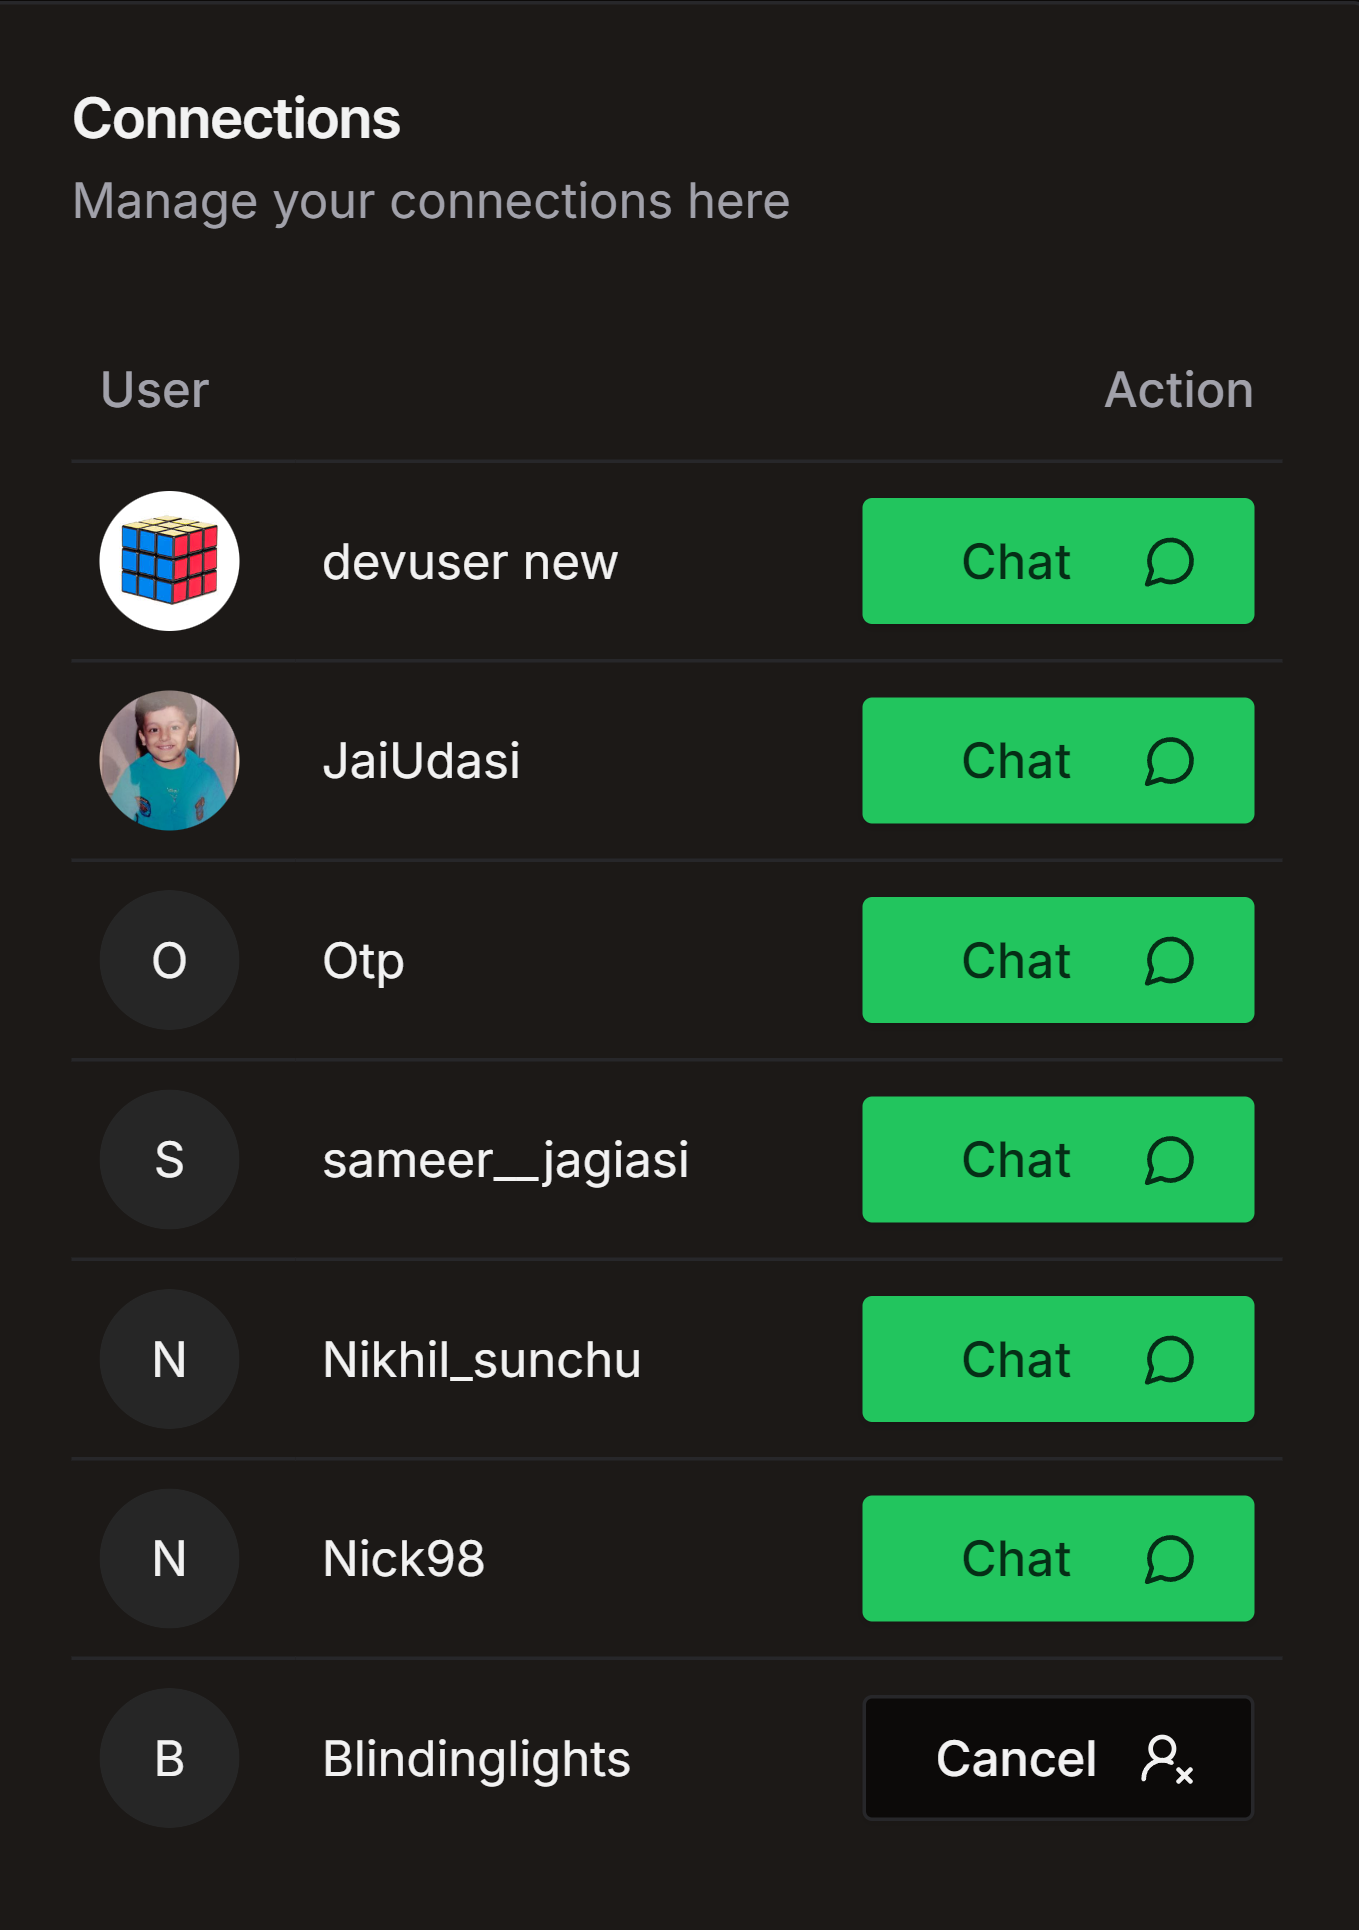 Connections
Manage your connections here
User Action
devuser new Chat
JaiUdasi Chat
O Otp Chat
S sameer__jagiasi Chat
N Nikhil_sunchu Chat
N Nick98 Chat
B Blindinglights Cancel